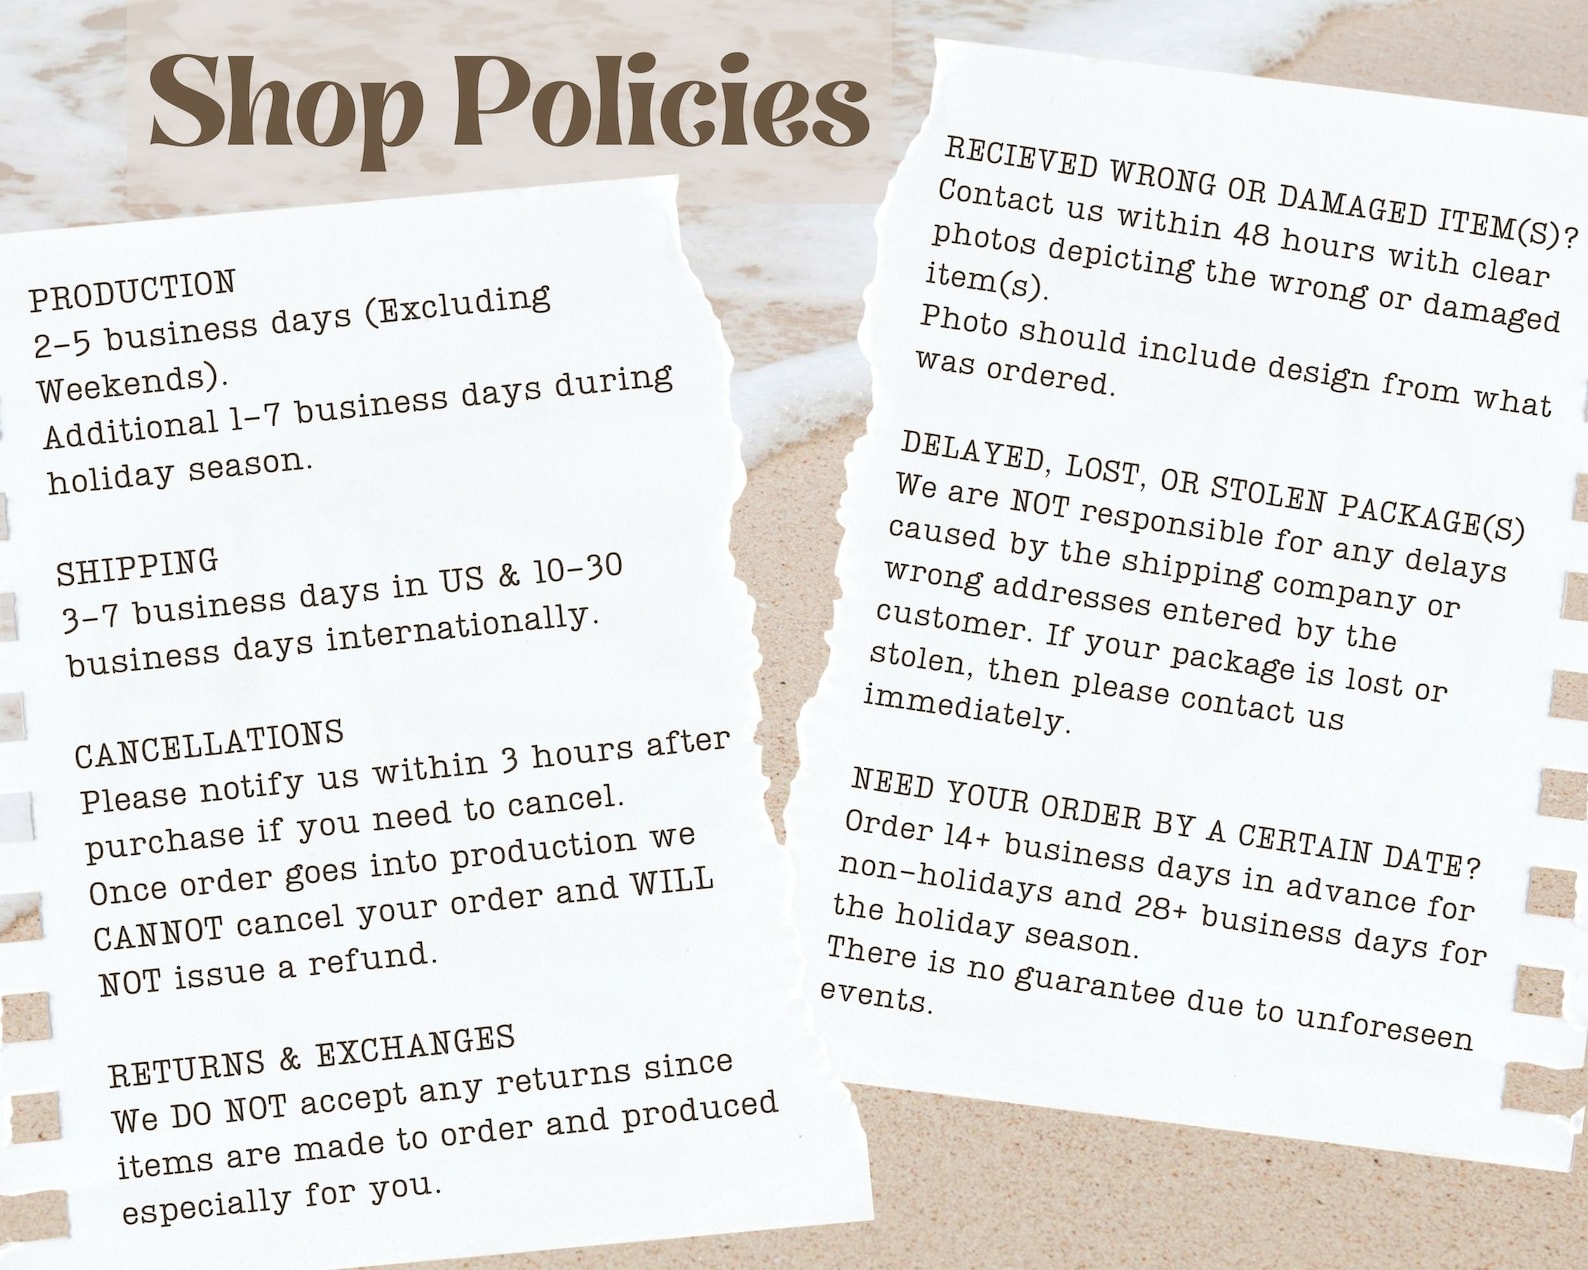 Shop Policies
PRODUCTION
2-5 business days (Excluding
Weekends).
Additional 1-7 business days during
holiday season.
SHIPPING
3-7 business days in US & 10-30
business days internationally.
CANCELLATIONS
Please notify us within 3 hours after
purchase if you need to cancel.
Once order goes into production we
CANNOT cancel your order and WILL
NOT issue a refund.
RETURNS & EXCHANGES
We DO NOT accept any returns since
items are made to order and produced
especially for you.
RECIEVED WRONG OR DAMAGED ITEM(S)?
Contact us within 48 hours with clear
photos depicting the wrong or damaged
item(s).
Photo should include design from what
was ordered.
DELAYED, LOST, OR STOLEN PACKAGE(S)
We are NOT responsible for any delays
caused by the shipping company or
wrong addresses entered by the
customer. If your package is lost or
stolen, then please contact us
immediately.
NEED YOUR ORDER BY A CERTAIN DATE?
Order 14+ business days in advance for
non-holidays and 28+ business days for
the holiday season.
There is no guarantee due to unforeseen
events.